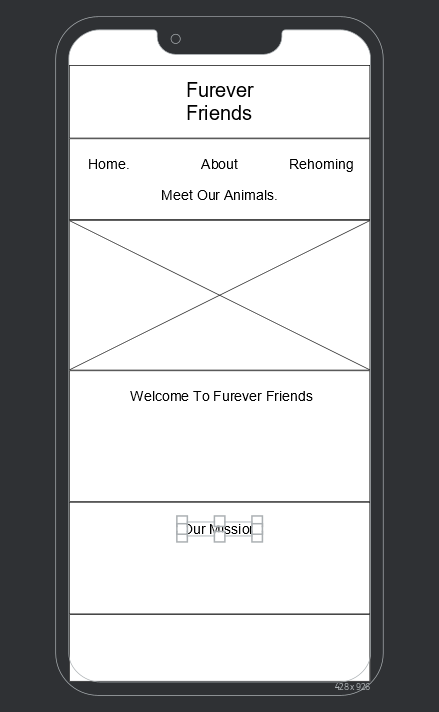 Furever
Friends
Home. About Rehoming
Meet Our Animals.
Welcome To Furever Friends
Our Mission
428 x 926